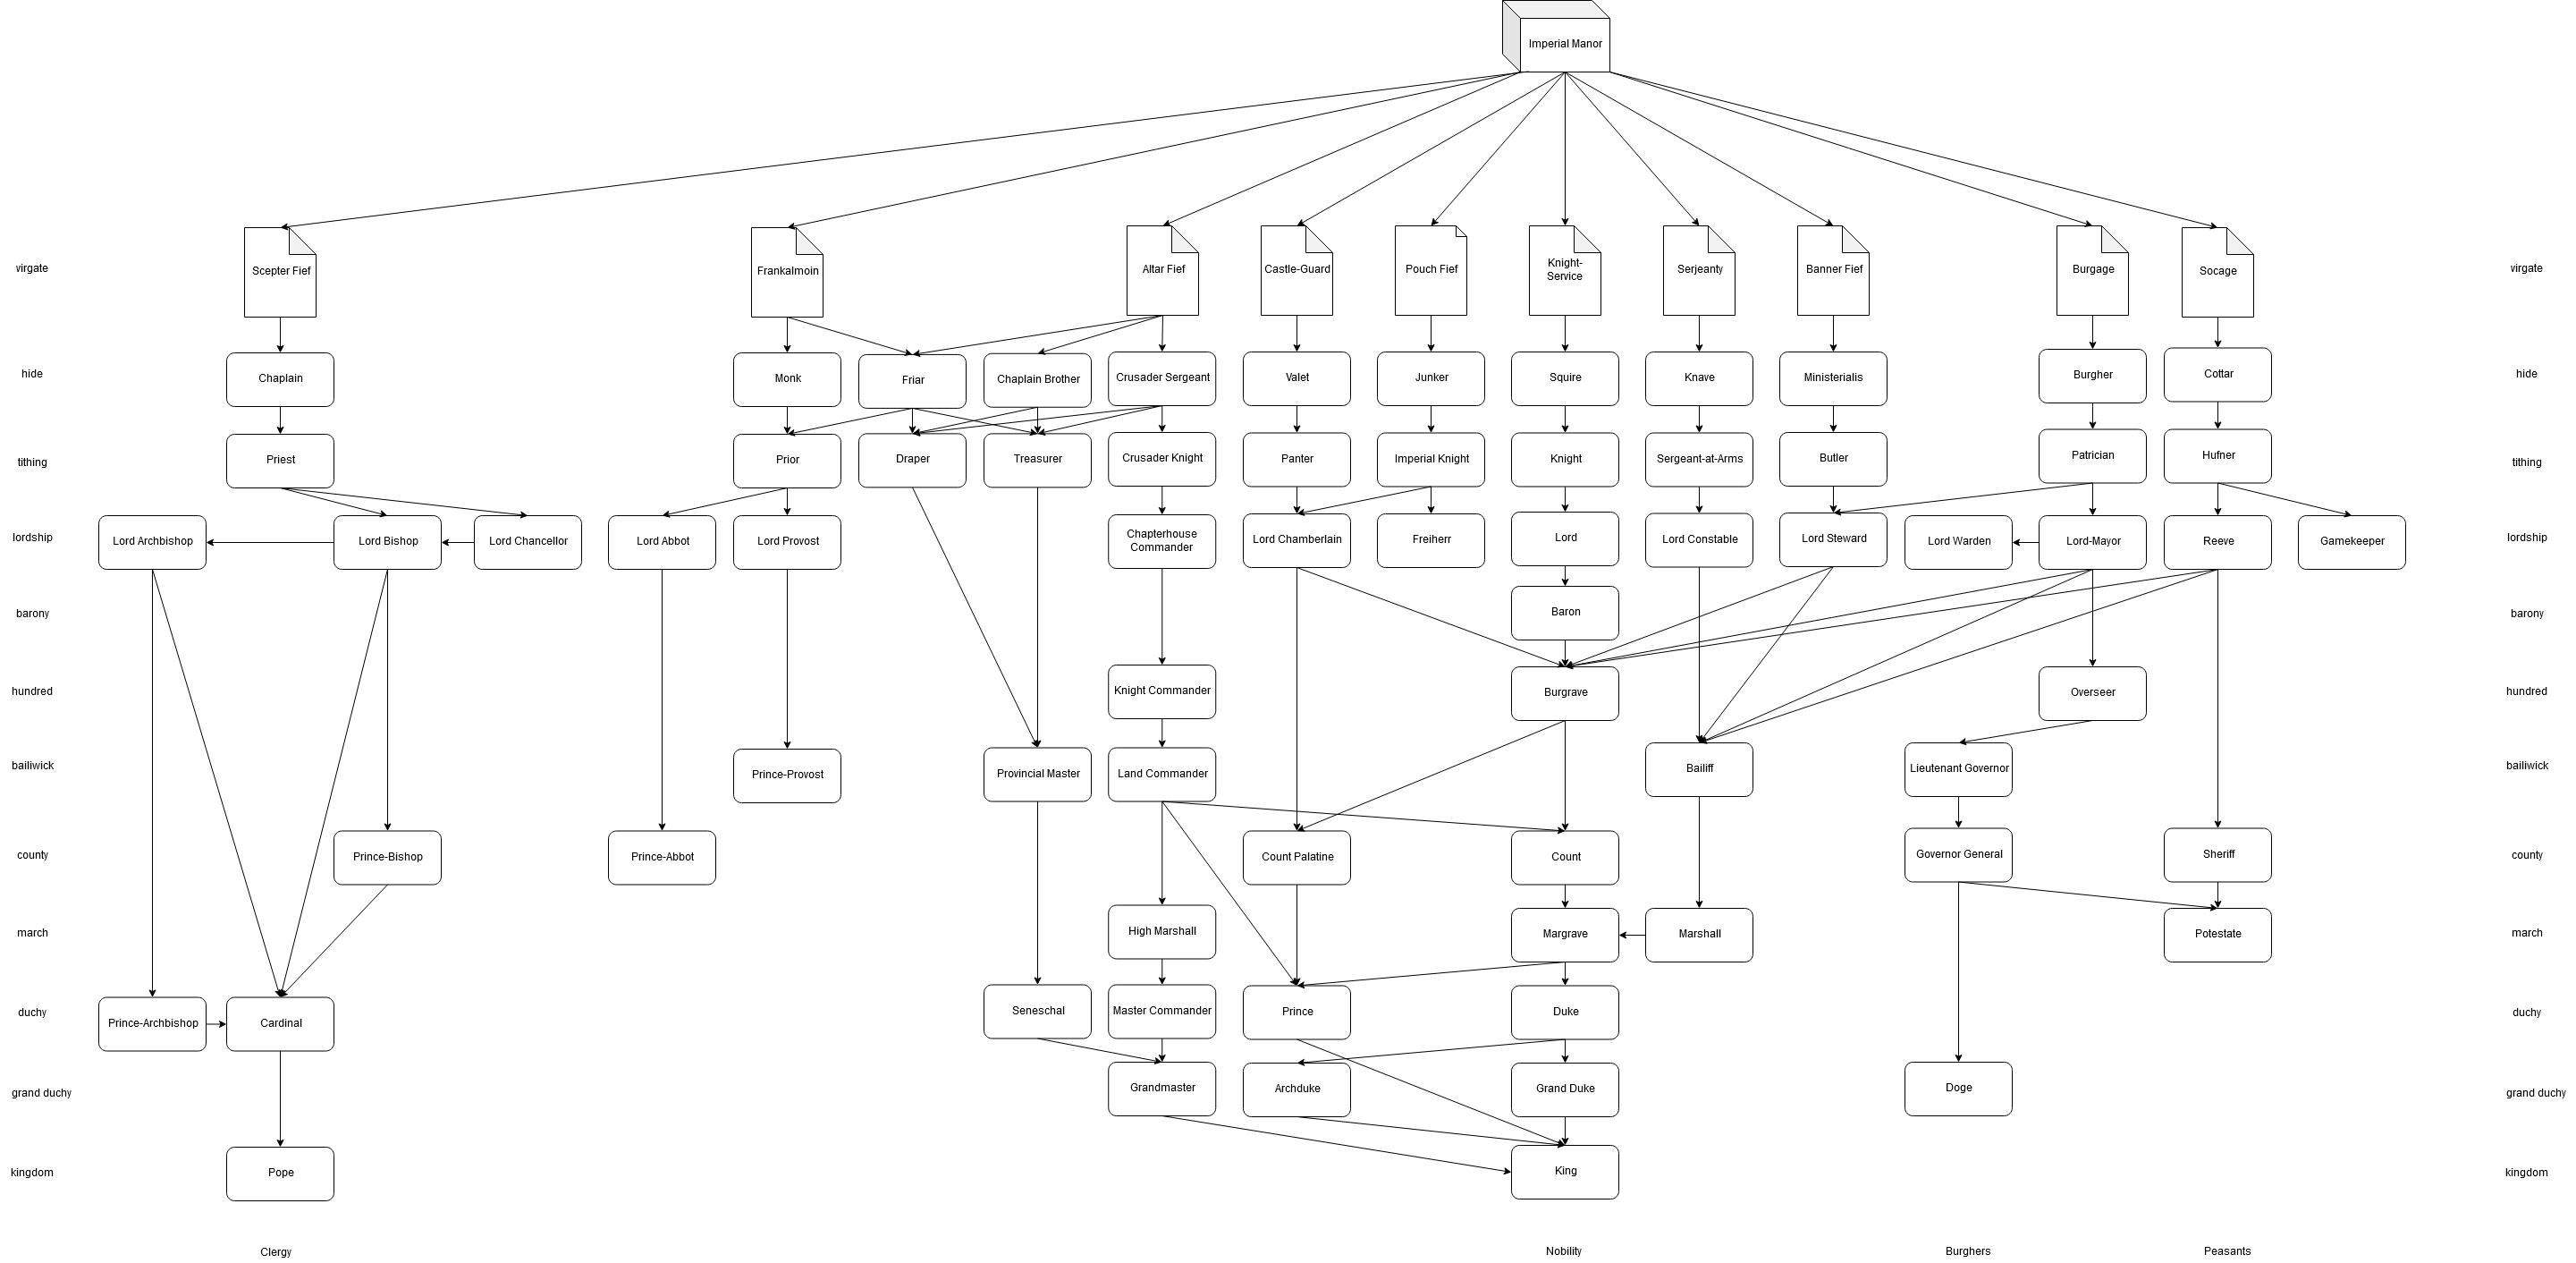 Imperial Manor
virgate
Scepter Fief
Frankalmoin
Altar Fief
Castle-Guard
Pouch Fief
Knight-
Service
Serjeanty
Banner Fief
Burgage
Socage
virgate
hide
Chaplain
Monk
Friar
Chaplain Brother
Crusader Sergeant
Valet
Junker
Squire
Knave
Ministerialis
Burgher
Cottar
hide
tithing
Priest
Prior
Draper
Treasurer
Crusader Knight
Panter
Imperial Knight
Knight
Sergeant-at-Arms
Butler
Patrician
Hufner
tithing
lordship
Lord Archbishop
Lord Bishop
Lord Chancellor
Lord Abbot
Lord Provost
Chapterhouse
Commander
Lord Chamberlain
Freiherr
Lord
Lord Constable
Lord Steward
Lord Warden
Lord-Mayor
Reeve
Gamekeeper
lordship
barony
Baron
barony
hundred
Knight Commander
Burgrave
Overseer
hundred
bailiwick
Prince-Provost
Provincial Master
Land Commander
Bailiff
Lieutenant Governor
bailiwick
county
Prince-Bishop
Prince-Abbot
Count Palatine
Count
Governor General
Sheriff
county
march
High Marshall
Margrave
Marshall
Potestate
march
duchy
Prince-Archbishop
Cardinal
Seneschal
Master Commander
Prince
Duke
duchy
grand duchy
Grandmaster
Archduke
Grand Duke
Doge
grand duchy
kingdom
Pope
King
kingdom
Clergy
Nobility
Burghers
Peasants